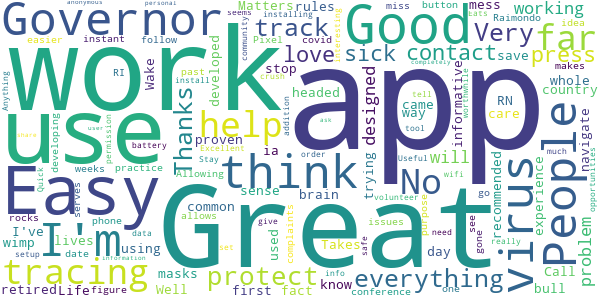 anonymous
seems
Matters
rules
miss
button
mess
Raimondo
idea
personal
Governor
easier
instant
track
community
installing
Good
Very
working
far
cats
interesting
RI
follow
Pixel
covid
love
sick
contact
save
press
makes
Anything
developed
install
past
crush
stop
whole
completely
work
app
worthwhile
country
tell
use
Wake
headed
designed
came
RN
care
informative
way
tool
developing
user
permission
battery
Thanks
help
proven
Excellent
ia
trying
People
navigate
share
Quick
weeks
practice
addition
Stay
order
ask
Useful
will
much
Easy
think
No
virus
opportunities
serves
Allowing
sense
brain
wifi
go
recommended
experience
rocks
I've
I'm
phone
common
Great
volunteer
purpose
see
gone
wimp
lives
using
data
allows
used
give
complaints
Takes
issues
safe
day
need
really
problem
setup
date
masks
set
protect
everything
tracing
information
Well
info
one
Call
retired
Life
figure
first
fact
know
conference
bull